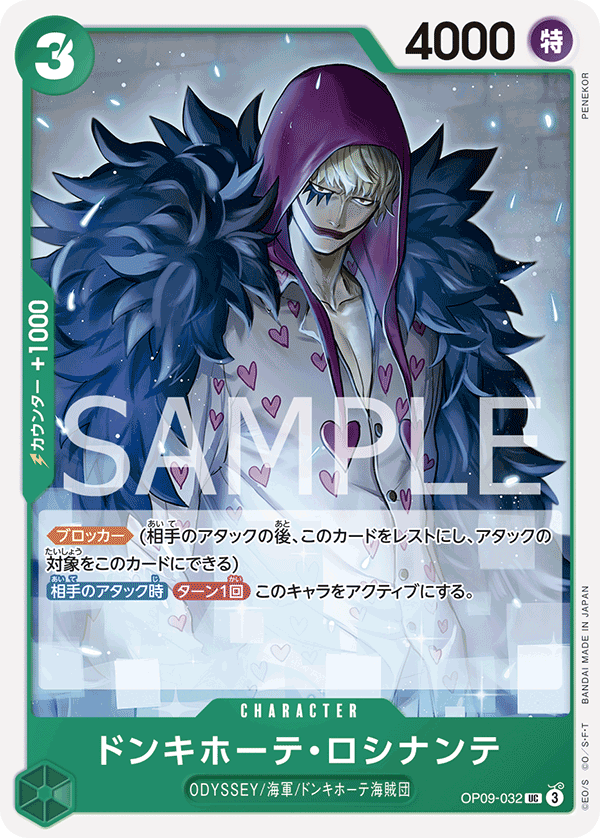 3
4000 特
PENEKOR
カウンター +1000
SAMPLE
ブロッカー (相手のアタックの後、このカードをレストにし、アタックの
対象をこのカードにできる)
相手のアタック時 ターン1回 このキャラをアクティブにする。
CHARACTER
ドンキホーテ・ロシナンテ
ODYSSEY/海軍/ドンキホーテ海賊団
OP09-032 UC 3
©E.O/S ©O/S・F・T BANDAI MADE IN JAPAN